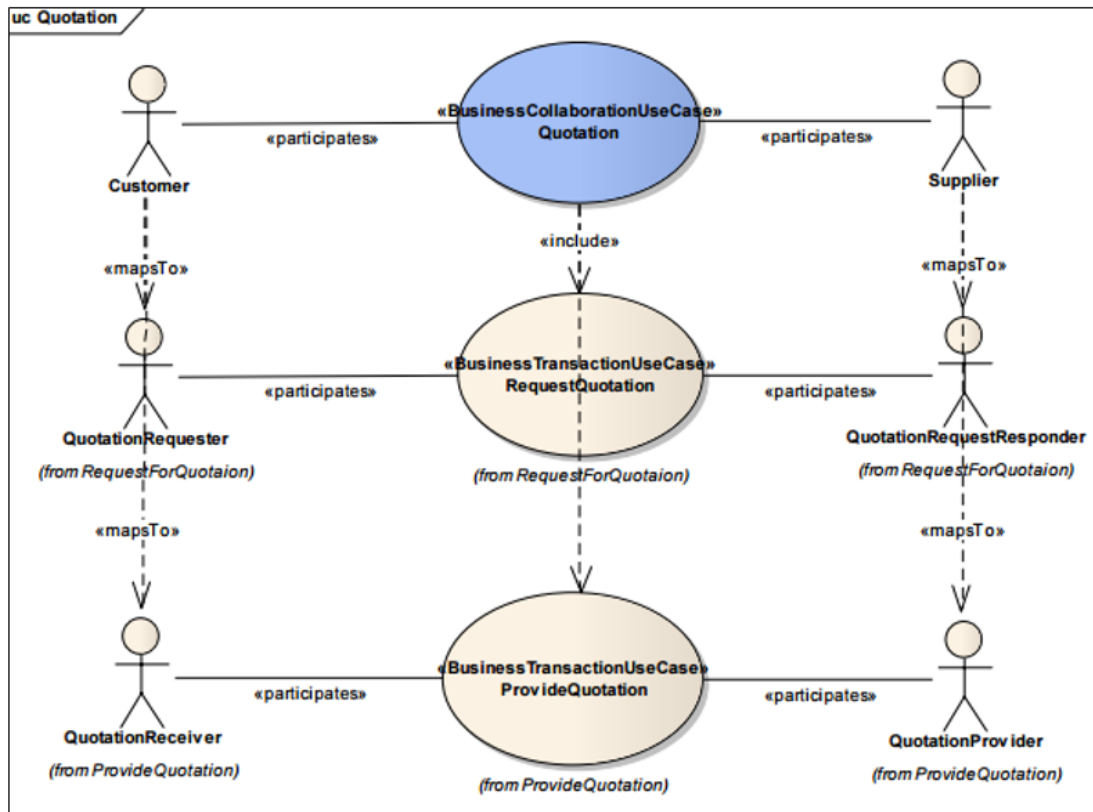 uc Quotation
«BusinessCollaborationUseCase»
Quotation
«participates»
«participates»
Customer
Supplier
«include»
«mapsTo»
«mapsTo»
«BusinessTransactionUseCase»
RequestQuotation
«participates»
«participates»
QuotationRequester
QuotationRequestResponder
(from RequestForQuotaion)
(from RequestForQuotaion)
(from RequestForQuotaion)
«mapsTo»
«mapsTo»
«BusinessTransactionUseCase»
ProvideQuotation
«participates»
«participates»
QuotationReceiver
QuotationProvider
(from ProvideQuotation)
(from ProvideQuotation)
(from ProvideQuotation)